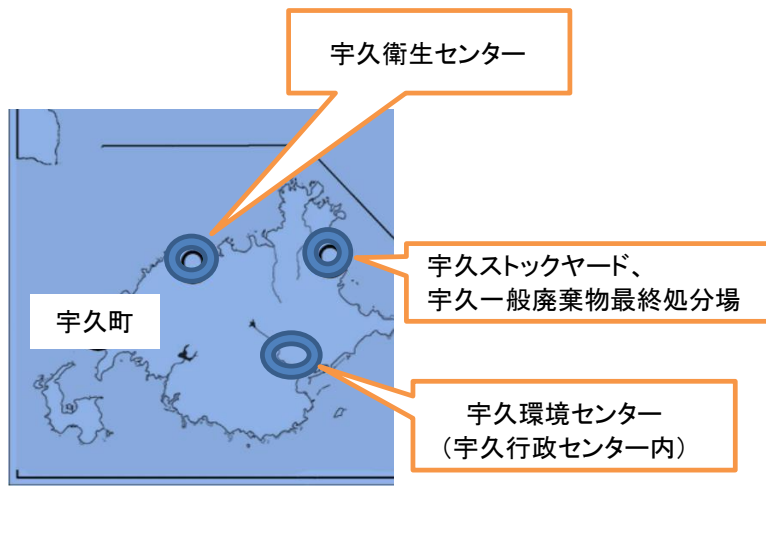 宇久衛生センター
宇久ストックヤード、
宇久一般廃棄物最終処分場
宇久町
宇久環境センター
（宇久行政センター内）